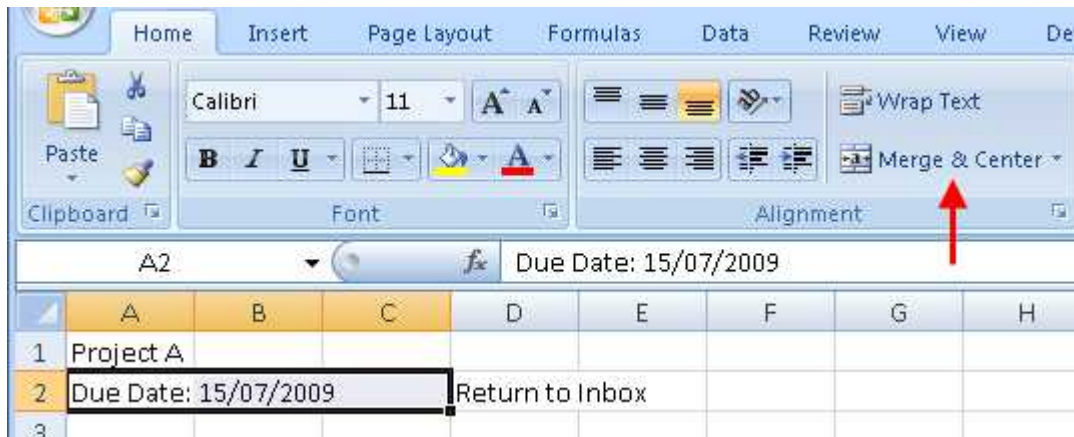 Home Insert Page Layout Formulas Data Review View De
Calibri 11 A A Wrap Text
Paste B I U A Merge & Center
Clipboard Font Alignment
A2 fx Due Date: 15/07/2009
A B C D E F G H
1 Project A
2 Due Date: 15/07/2009 Return to Inbox
3